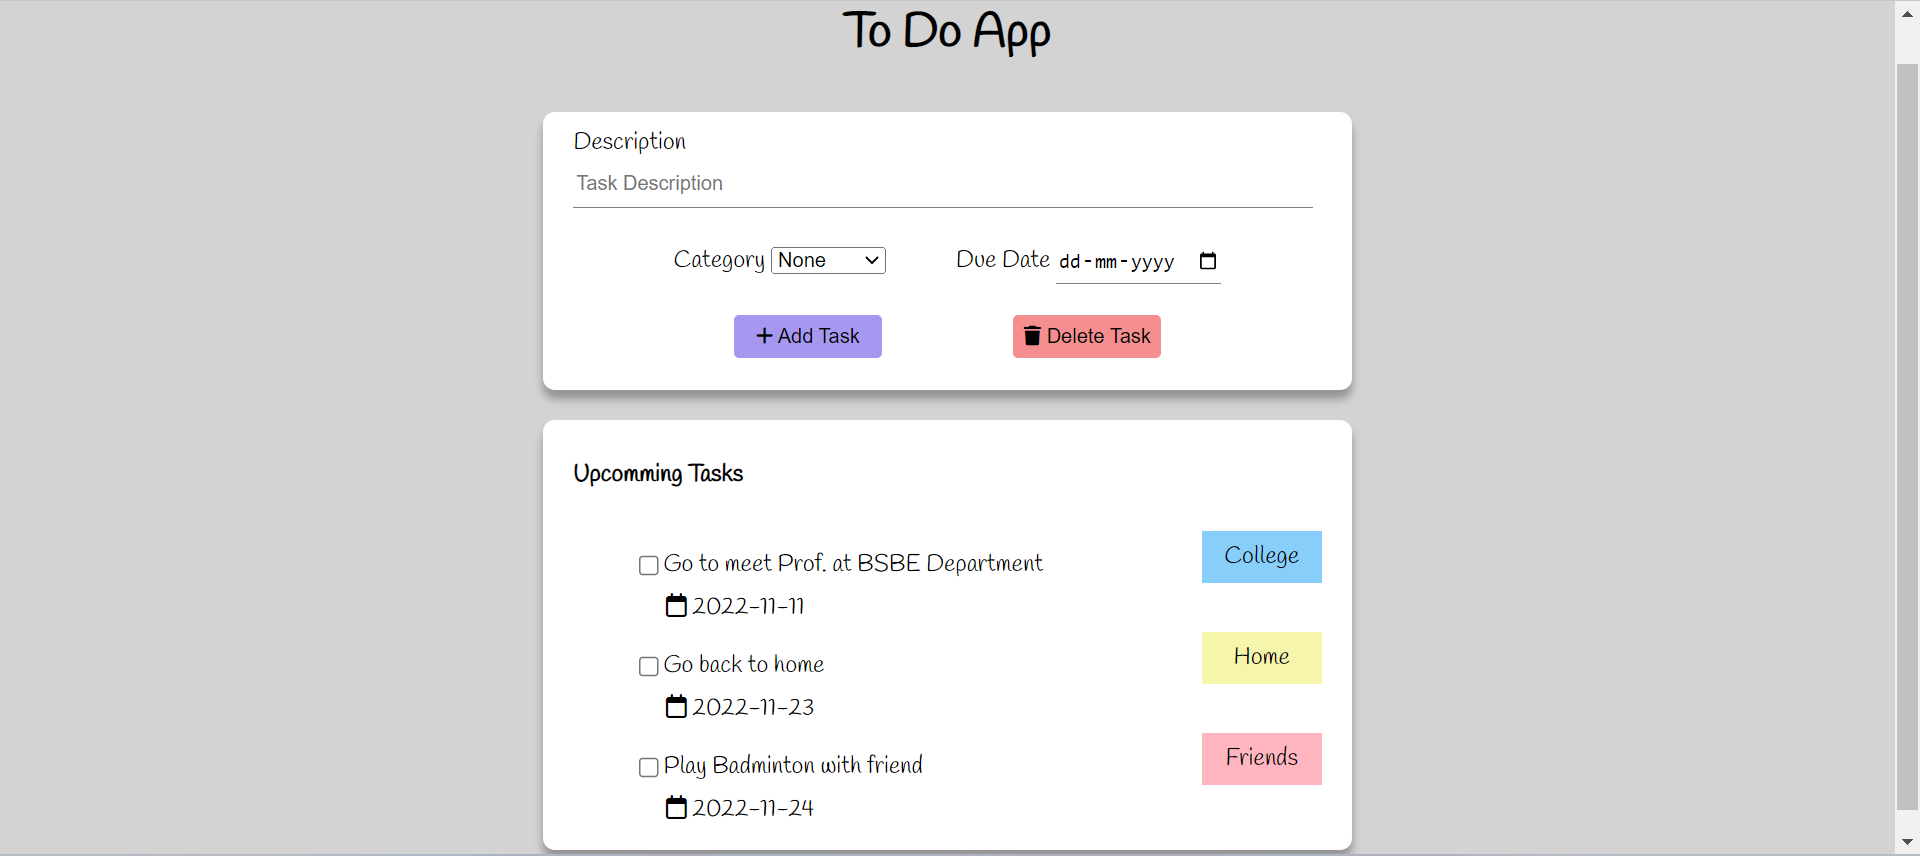 To Do App
Description
Task Description
Category None Due Date dd-mm-yyyy
Add Task Delete Task
Upcomming Tasks
Go to meet Prof. at BSBE Department College
2022-11-11
Go back to home Home
2022-11-23
Play Badminton with friend Friends
2022-11-24